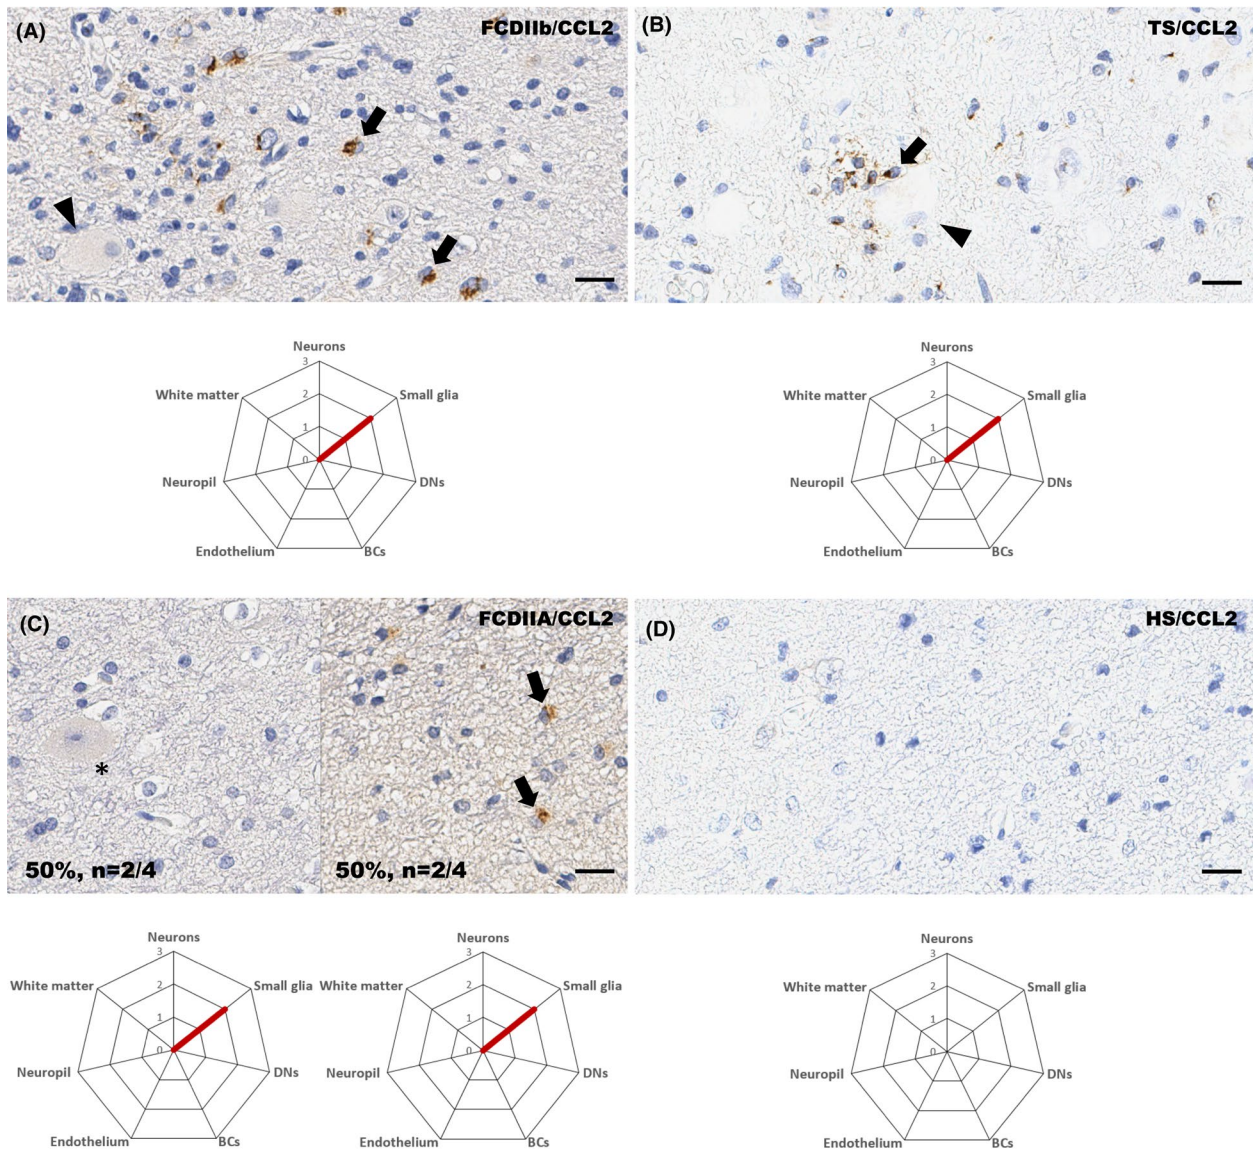 (A) FCDIIb/CCL2
(B) TS/CCL2
Neurons
3
White matter
Small glia
2
1
0
Neuropil
DNs
Endothelium
BCs
Neurons
3
White matter
Small glia
2
1
0
Neuropil
DNs
Endothelium
BCs
(C) FCDIIA/CCL2
*
50%, n=2/4
50%, n=2/4
(D) HS/CCL2
Neurons
3
White matter
Small glia
2
1
0
Neuropil
DNs
Endothelium
BCs
Neurons
3
White matter
Small glia
2
1
0
Neuropil
DNs
Endothelium
BCs
Neurons
3
White matter
Small glia
2
1
0
Neuropil
DNs
Endothelium
BCs